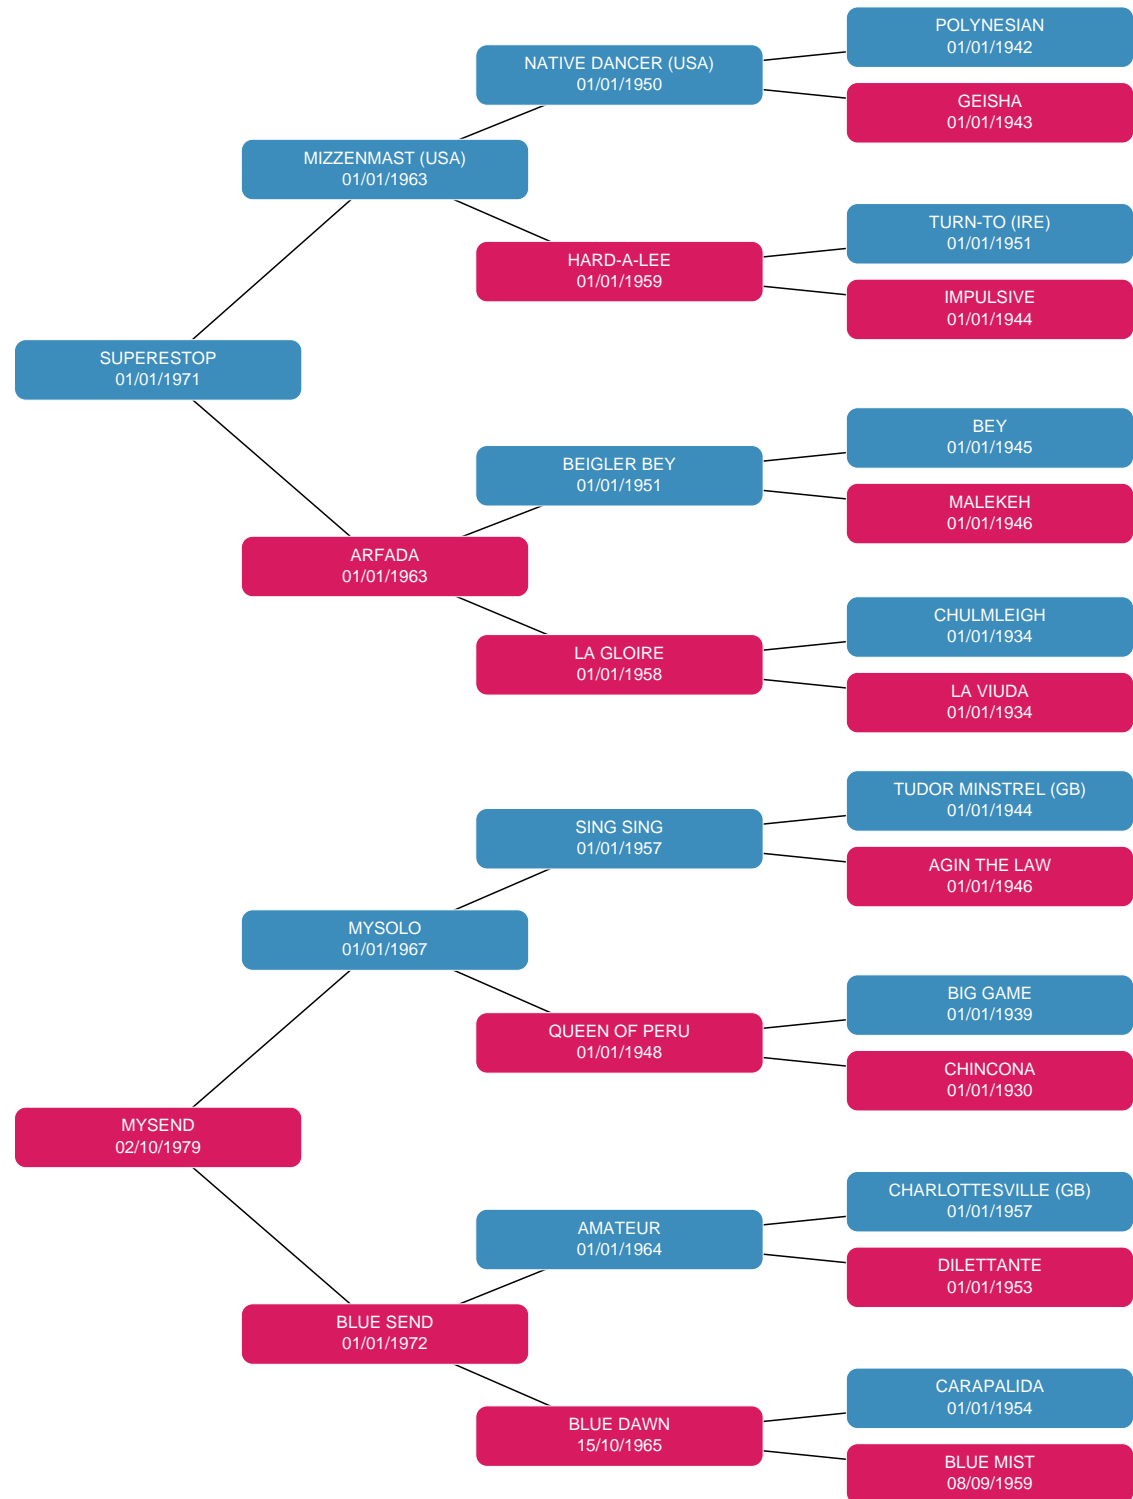 POLYNESIAN
01/01/1942
NATIVE DANCER (USA)
01/01/1950
GEISHA
01/01/1943
MIZZENMAST (USA)
01/01/1963
TURN-TO (IRE)
01/01/1951
HARD-A-LEE
01/01/1959
IMPULSIVE
01/01/1944
SUPERESTOP
01/01/1971
BEY
01/01/1945
BEIGLER BEY
01/01/1951
MALEKEH
01/01/1946
ARFADA
01/01/1963
CHULMLEIGH
01/01/1934
LA GLOIRE
01/01/1958
LA VIUDA
01/01/1934
TUDOR MINSTREL (GB)
01/01/1944
SING SING
01/01/1957
AGIN THE LAW
01/01/1946
MYSOLO
01/01/1967
BIG GAME
01/01/1939
QUEEN OF PERU
01/01/1948
CHINCONA
01/01/1930
MYSEND
02/10/1979
CHARLOTTESVILLE (GB)
01/01/1957
AMATEUR
01/01/1964
DILETTANTE
01/01/1953
BLUE SEND
01/01/1972
CARAPALIDA
01/01/1954
BLUE DAWN
15/10/1965
BLUE MIST
08/09/1959